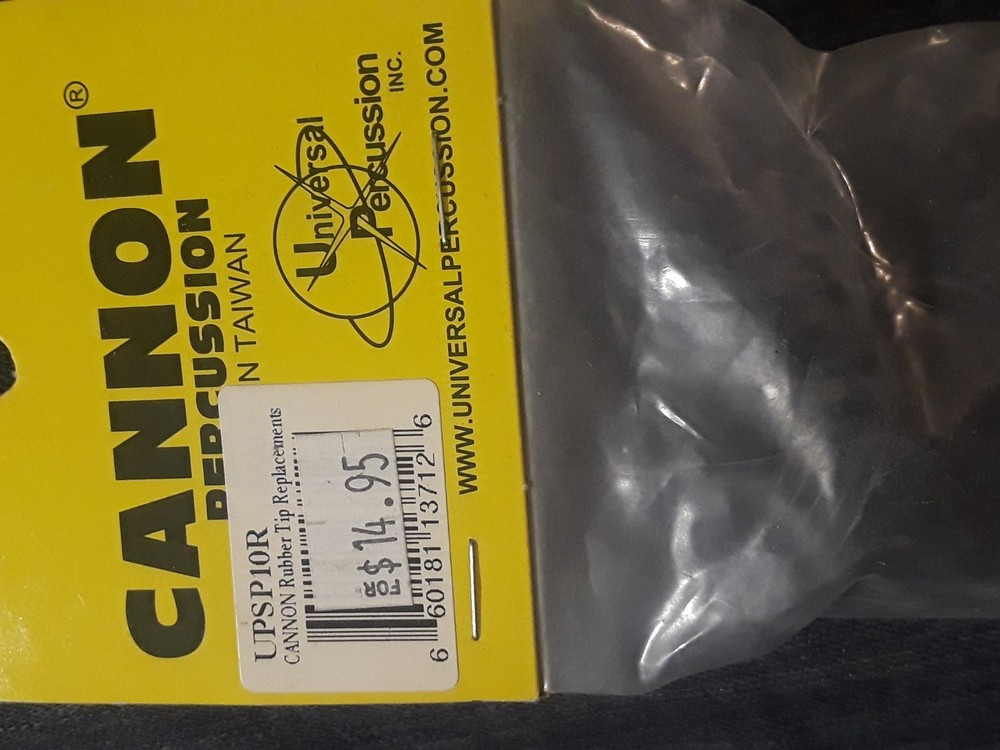 CANNON®
PERCUSSION
N TAIWAN
Universal
Percussion
INC.
WWW.UNIVERSALPERCUSSION.COM
UPSP10R
CANNON Rubber Tip Replacements
$14.95
6 60181 13712 6